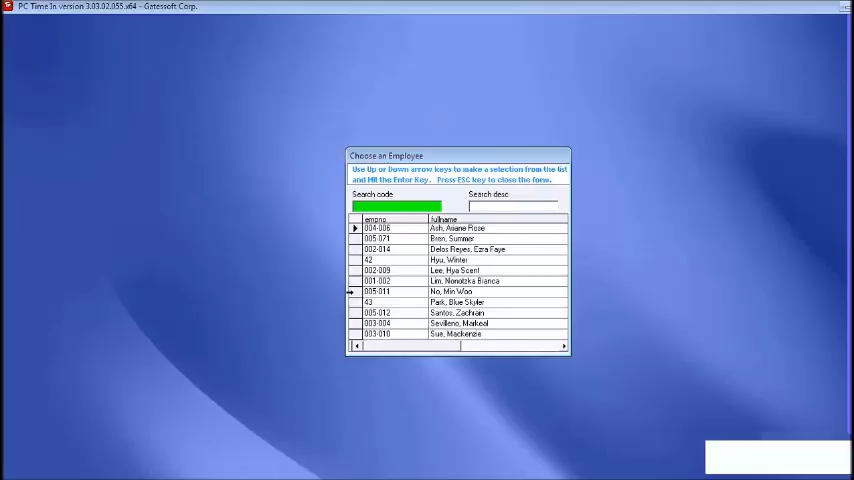 PC Time In version 3.03.02.055.x64 - Gatessoft Corp.
Choose an Employee
Use Up or Down arrow keys to make a selection from the list
and Hit the Enter Key. Press ESC key to close the form.
Search code Search desc
empno fullname
004-006 Ash, Ariane Rose
005-071 Bren, Summer
002-014 Delos Reyes, Ezra Faye
42 Hyu, Winter
002-009 Lee, Hya Scent
001-002 Lim, Nonotzka Bianca
005-011 No, Min Woo
43 Park, Blue Skyler
005-012 Santos, Zachrain
003-004 Sevilleno, Markeal
003-010 Sue, Mackenzie